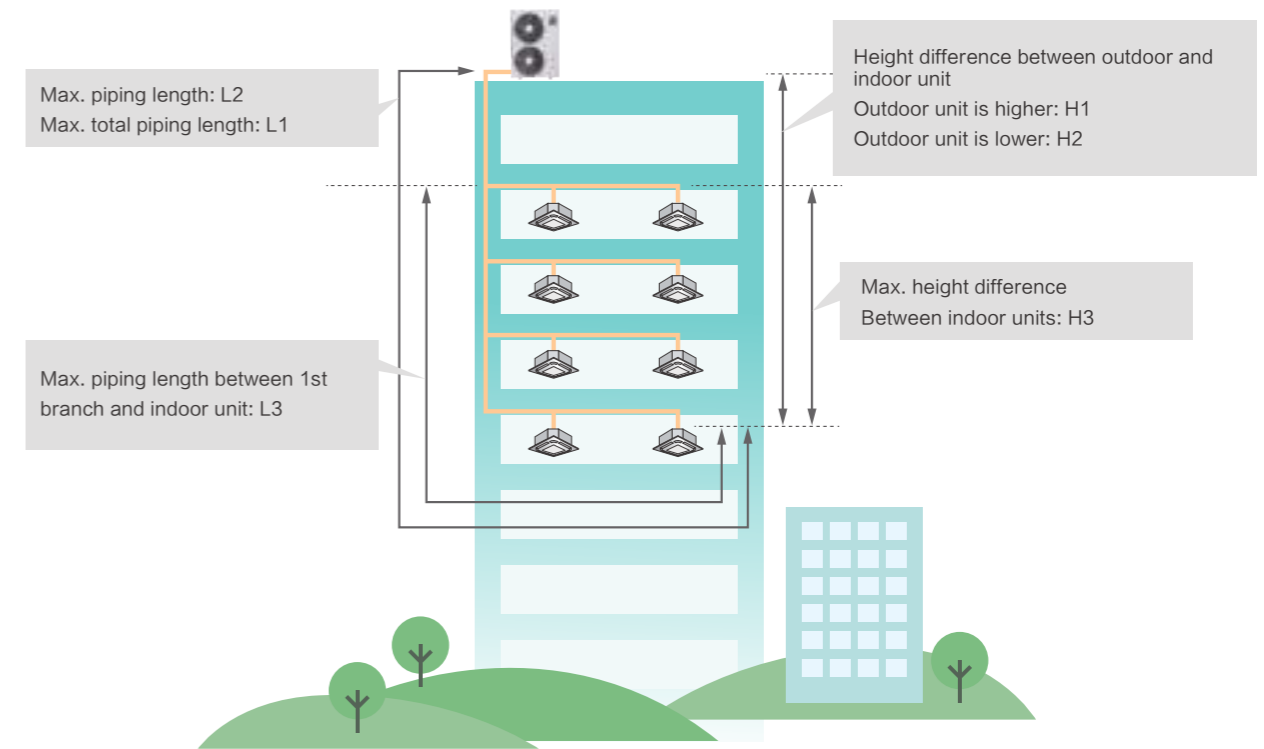 Max. piping length: L2
Max. total piping length: L1
Height difference between outdoor and
indoor unit
Outdoor unit is higher: H1
Outdoor unit is lower: H2
Max. height difference
Between indoor units: H3
Max. piping length between 1st
branch and indoor unit: L3